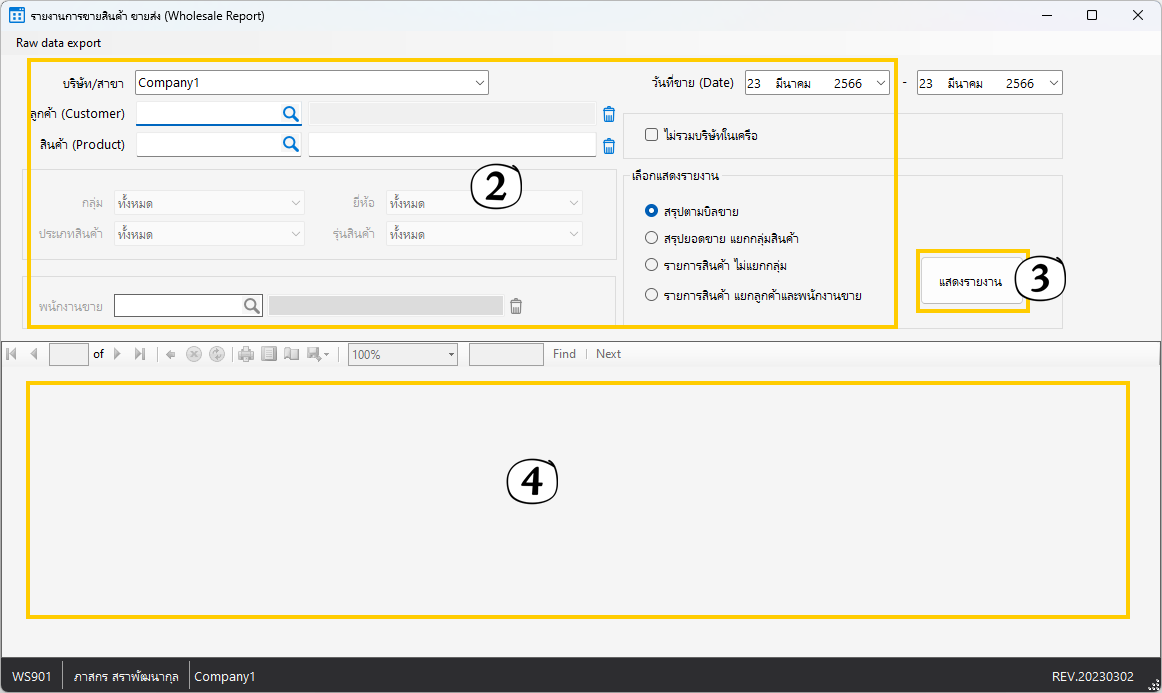 รายงานการขายสินค้า ขายส่ง (Wholesale Report)
Raw data export
บริษัท/สาขา Company1 วันที่ขาย (Date) 23 มีนาคม 2566 - 23 มีนาคม 2566
ลูกค้า (Customer)
ไม่รวมบริษัทในเครือ
สินค้า (Product)
2
เลือกแสดงรายงาน
กลุ่ม ทั้งหมด ยี่ห้อ ทั้งหมด
สรุปตามบิลขาย
ประเภทสินค้า ทั้งหมด รุ่นสินค้า ทั้งหมด
สรุปยอดขาย แยกกลุ่มสินค้า
รายการสินค้า ไม่แยกกลุ่ม
แสดงรายงาน 3
พนักงานขาย
รายการสินค้า แยกลูกค้าและพนักงานขาย
of 100% Find Next
4
WS901 ภาสกร สราพัฒนากุล Company1 REV.20230302